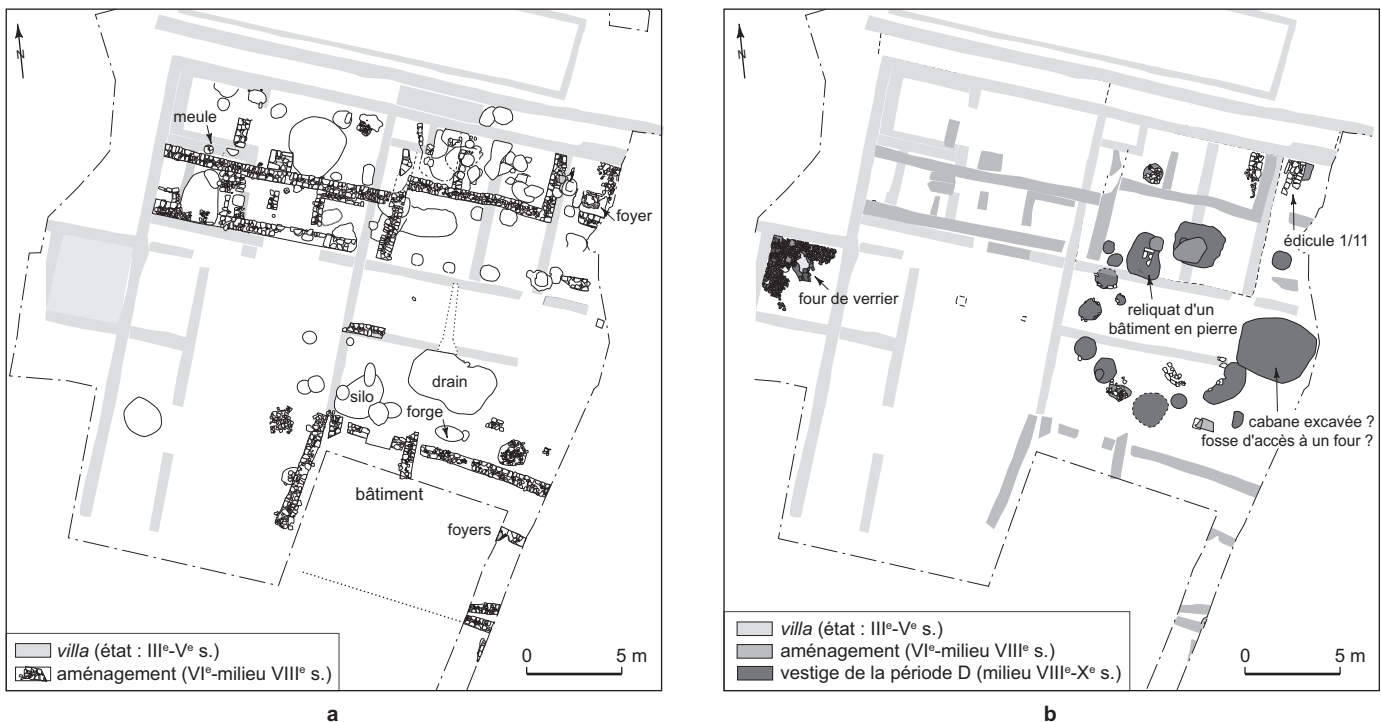 N
meule
foyer
drain
silo
forge
bâtiment
foyers
villa (état : IIIe-Ve s.)
aménagement (VIe-milieu VIIIe s.)
0 5 m
a
N
édicule 1/11
four de verrier
reliquat d'un
bâtiment en pierre
cabane excavée ?
fosse d'accès à un four ?
villa (état : IIIe-Ve s.)
aménagement (VIe-milieu VIIIe s.)
vestige de la période D (milieu VIIIe-Xe s.)
0 5 m
b